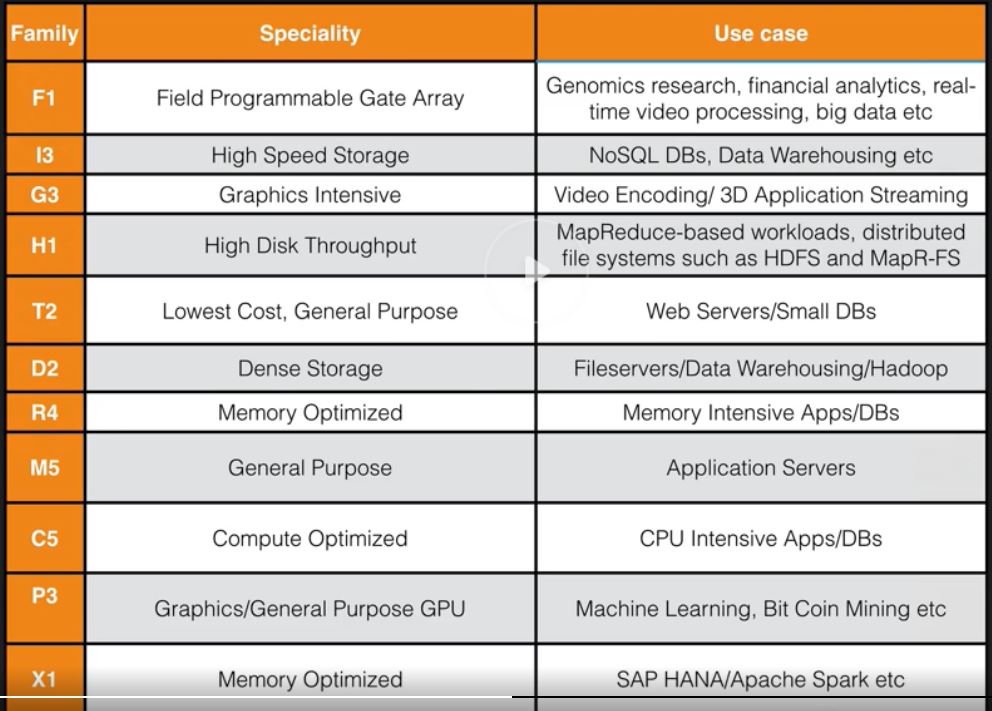 Family Speciality Use case
F1 Field Programmable Gate Array Genomics research, financial analytics, real-
time video processing, big data etc
I3 High Speed Storage NoSQL DBs, Data Warehousing etc
G3 Graphics Intensive Video Encoding/ 3D Application Streaming
H1 High Disk Throughput MapReduce-based workloads, distributed
file systems such as HDFS and MapR-FS
T2 Lowest Cost, General Purpose Web Servers/Small DBs
D2 Dense Storage Fileservers/Data Warehousing/Hadoop
R4 Memory Optimized Memory Intensive Apps/DBs
M5 General Purpose Application Servers
C5 Compute Optimized CPU Intensive Apps/DBs
P3 Graphics/General Purpose GPU Machine Learning, Bit Coin Mining etc
X1 Memory Optimized SAP HANA/Apache Spark etc